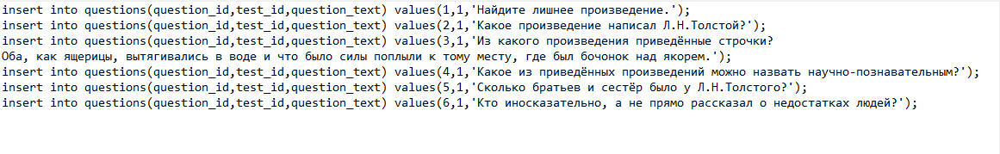 insert into questions(question_id,test_id,question_text) values(1,1,'Найдите лишнее произведение.');
insert into questions(question_id,test_id,question_text) values(2,1,'Какое произведение написал Л.Н.Толстой?');
insert into questions(question_id,test_id,question_text) values(3,1,'Из какого произведения приведённые строчки?
Оба, как ящерицы, вытягивались в воде и что было силы поплыли к тому месту, где был бочонок над якорем.');
insert into questions(question_id,test_id,question_text) values(4,1,'Какое из приведённых произведений можно назвать научно-познавательным?');
insert into questions(question_id,test_id,question_text) values(5,1,'Сколько братьев и сестёр было у Л.Н.Толстого?');
insert into questions(question_id,test_id,question_text) values(6,1,'Кто иносказательно, а не прямо рассказал о недостатках людей?');